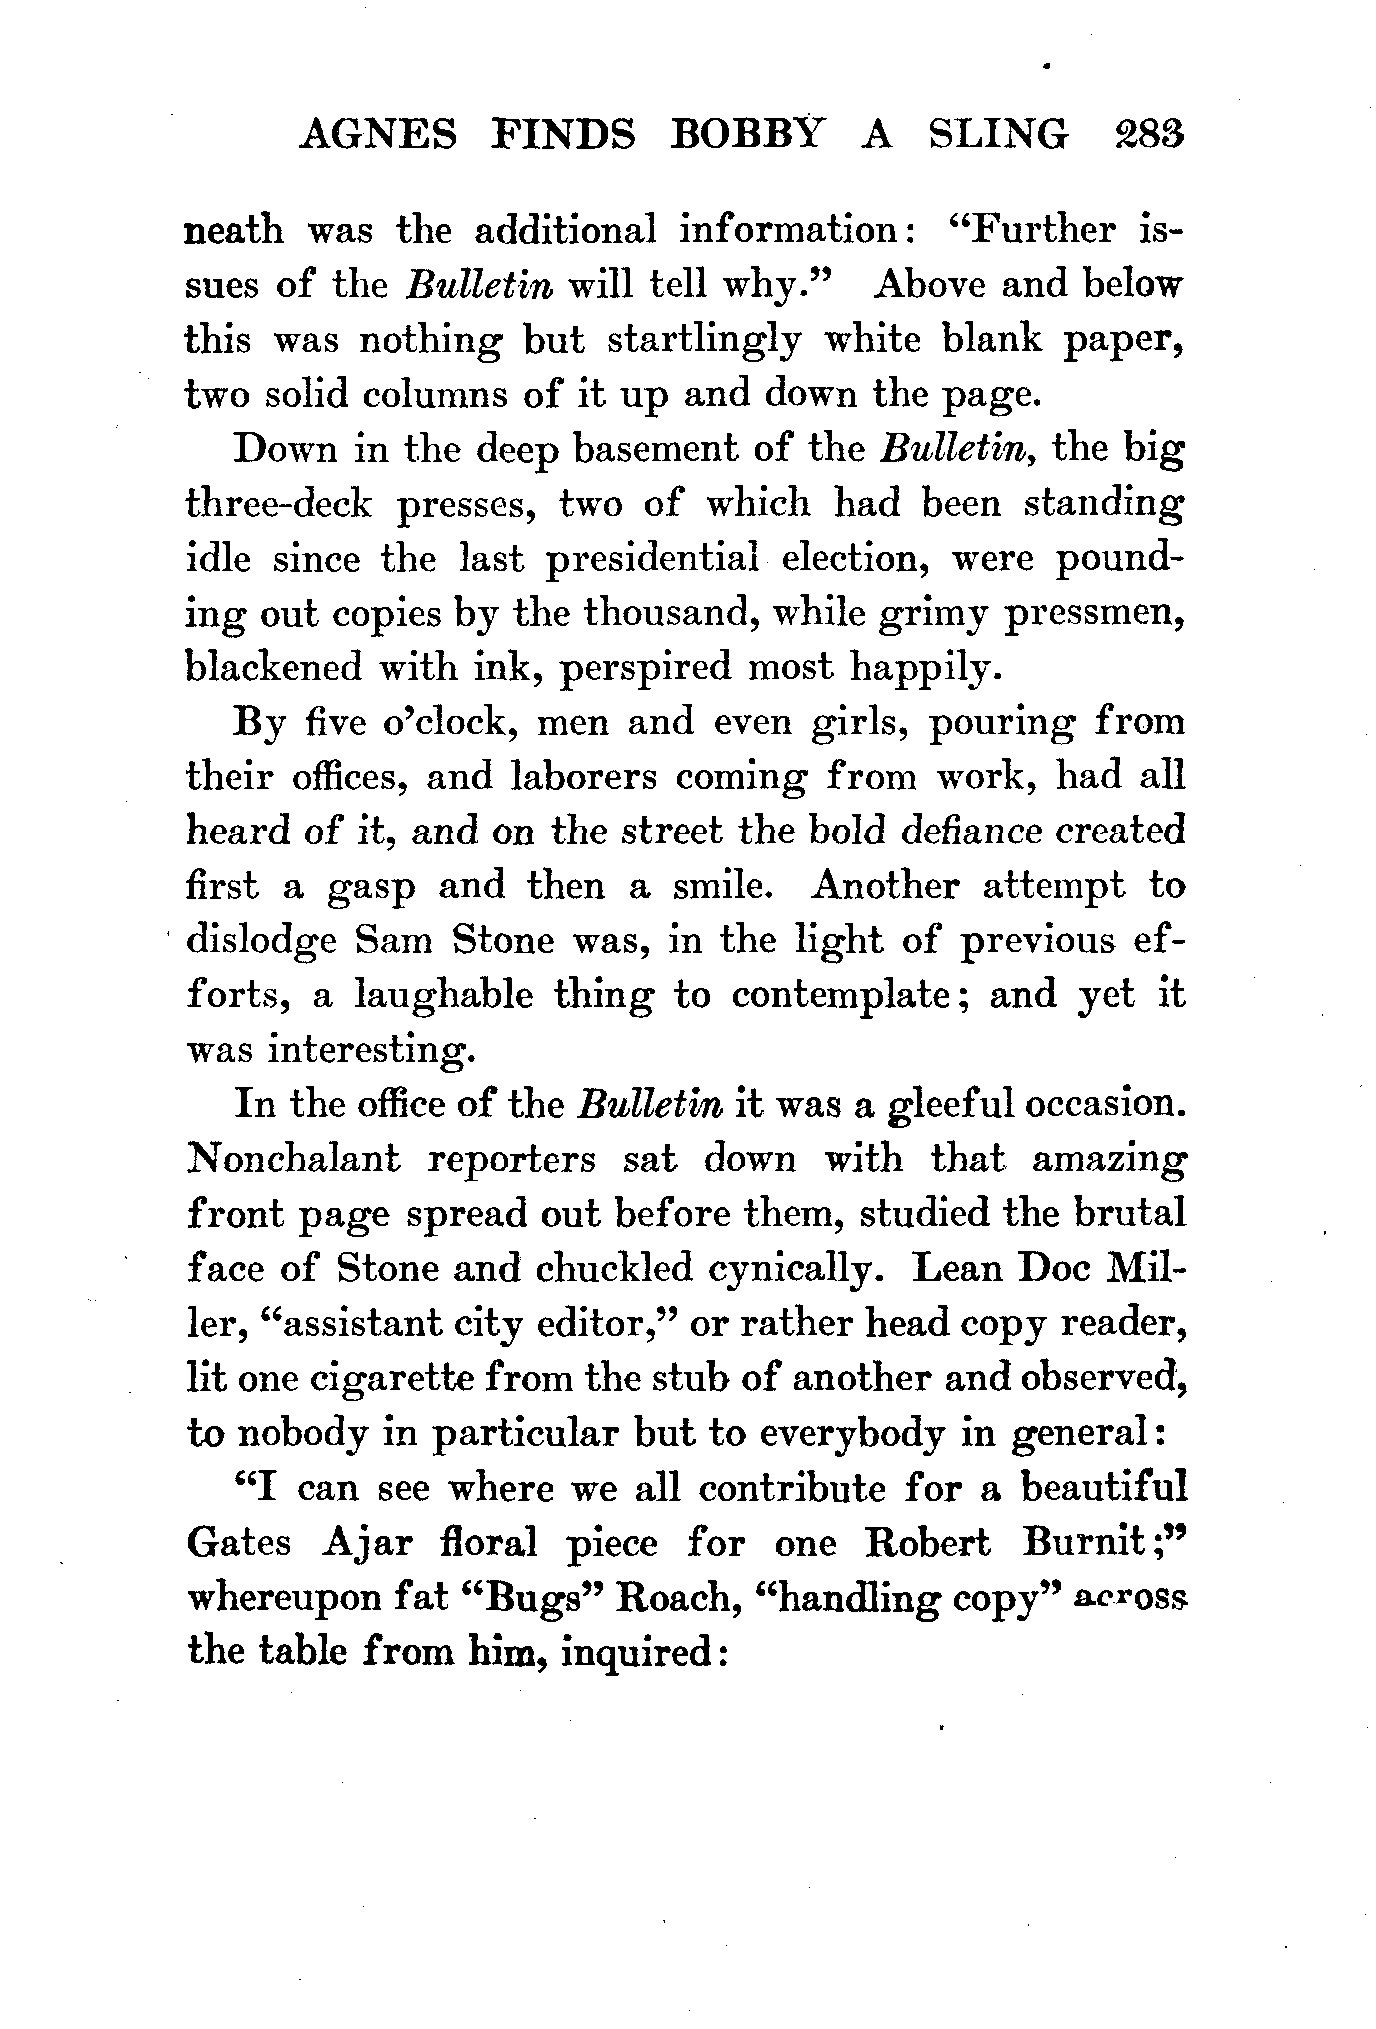 AGNES FINDS BOBBY A SLING 283
neath was the additional information: “Further is-
sues of the Bulletin will tell why.” Above and below
this was nothing but startlingly white blank paper,
two solid columns of it up and down the page.
Down in the deep basement of the Bulletin, the big
three-deck presses, two of which had been standing
idle since the last presidential election, were pound-
ing out copies by the thousand, while grimy pressmen,
blackened with ink, perspired most happily.
By five o’clock, men and even girls, pouring from
their offices, and laborers coming from work, had all
heard of it, and on the street the bold defiance created
first a gasp and then a smile. Another attempt to
dislodge Sam Stone was, in the light of previous ef-
forts, a laughable thing to contemplate; and yet it
was interesting.
In the office of the Bulletin it was a gleeful occasion.
Nonchalant reporters sat down with that amazing
front page spread out before them, studied the brutal
face of Stone and chuckled cynically. Lean Doc Mil-
ler, “assistant city editor,” or rather head copy reader,
lit one cigarette from the stub of another and observed,
to nobody in particular but to everybody in general:
“I can see where we all contribute for a beautiful
Gates Ajar floral piece for one Robert Burnit;”
whereupon fat “Bugs” Roach, “handling copy” across
the table from him, inquired: